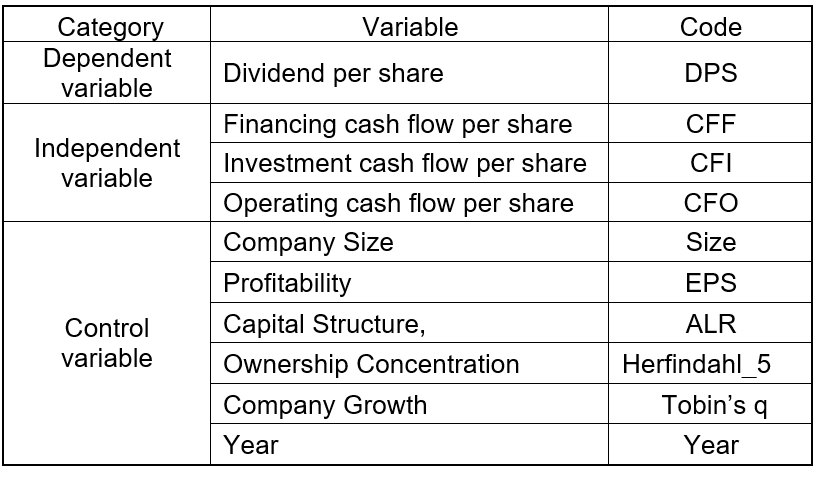 Category Variable Code
Dependent
variable
Dividend per share DPS
Independent
variable
Financing cash flow per share CFF
Investment cash flow per share CFI
Operating cash flow per share CFO
Control
variable
Company Size Size
Profitability EPS
Capital Structure, ALR
Ownership Concentration Herfindahl_5
Company Growth Tobin’s q
Year Year